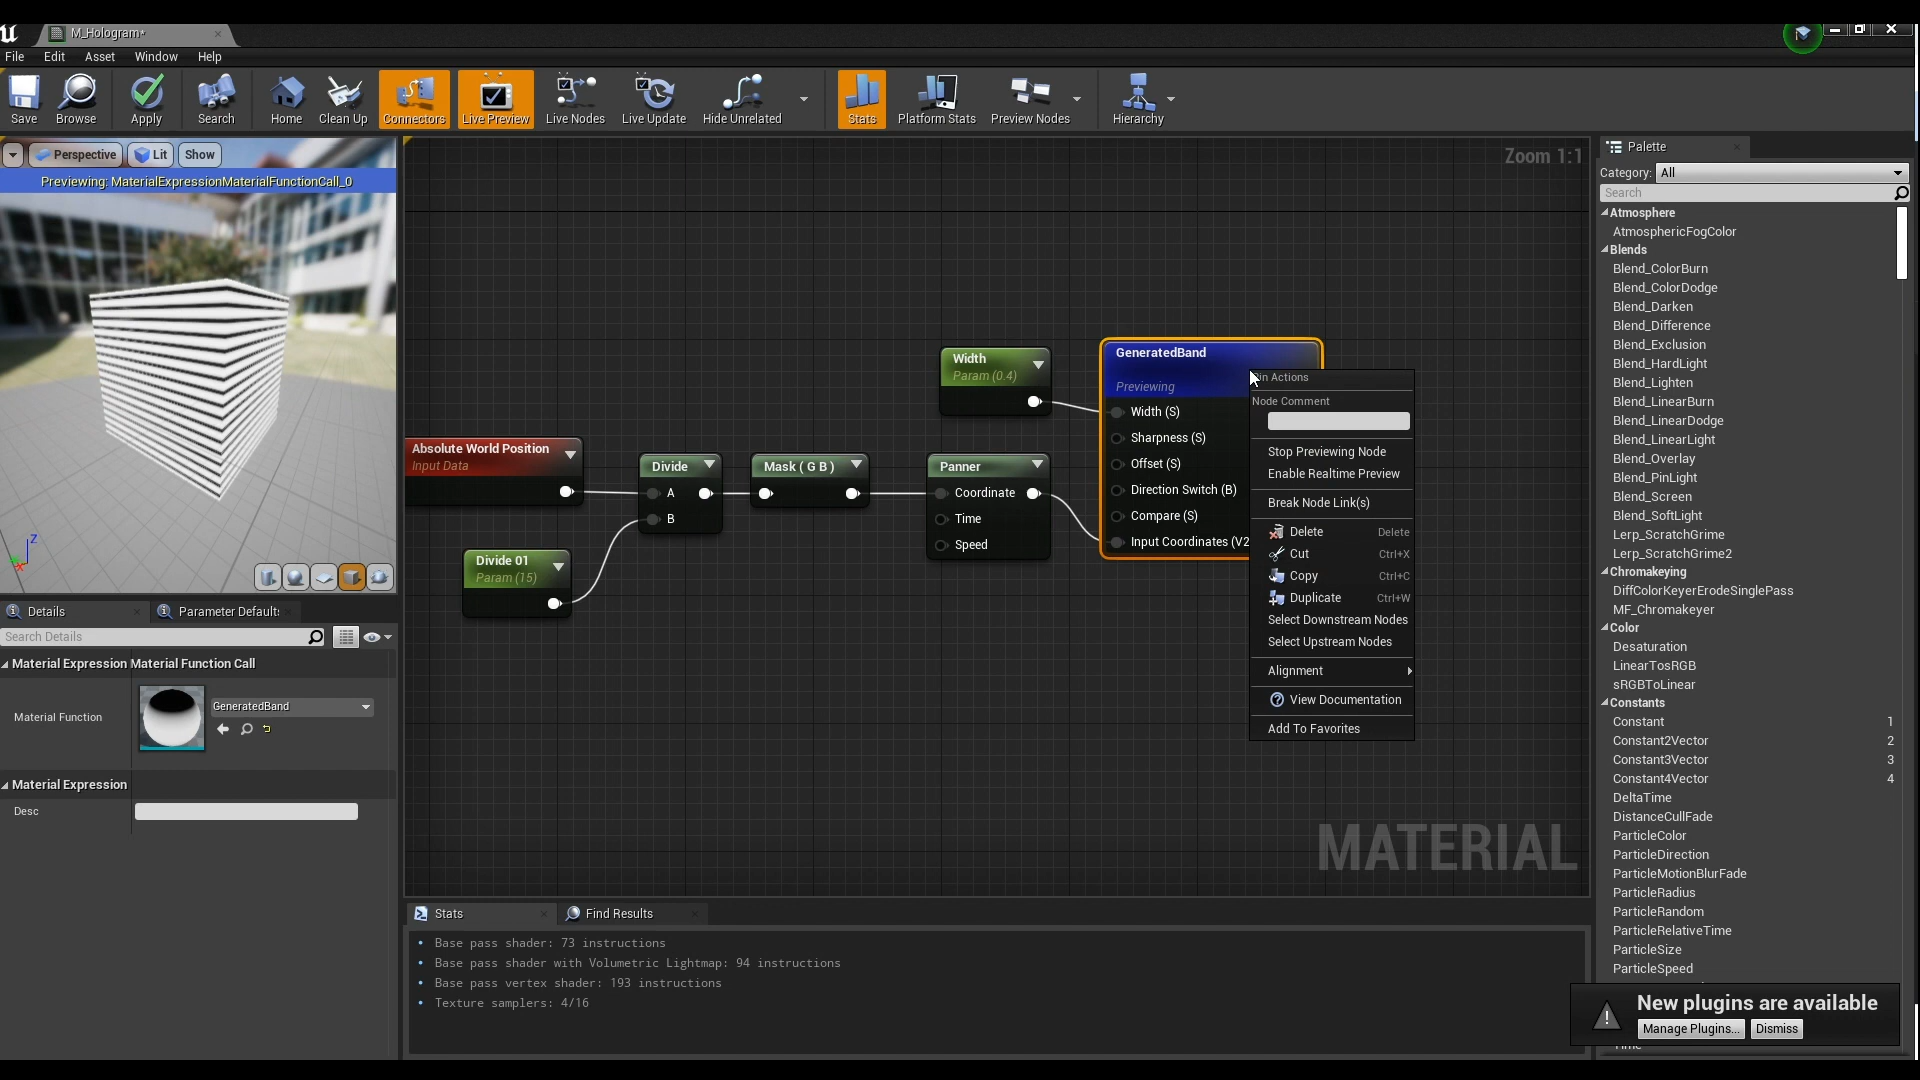 M_Hologram*
File Edit Asset Window Help
Save Browse Apply Search Home Clean Up Connectors Live Preview Live Nodes Live Update Hide Unrelated Stats Platform Stats Preview Nodes Hierarchy
Perspective Lit Show
Previewing: MaterialExpressionMaterialFunctionCall_0
Z
X
Details
Parameter Defaults
Search Details
Material Expression Material Function Call
Material Function
GeneratedBand
Material Expression
Desc
Zoom 1:1
Absolute World Position
Input Data
Divide 01
Param (15)
Divide
A
B
Mask ( G B )
Width
Param (0.4)
Panner
Coordinate
Time
Speed
GeneratedBand
Previewing
Width (S)
Sharpness (S)
Offset (S)
Direction Switch (B)
Compare (S)
Input Coordinates (V2
Actions
Node Comment
Stop Previewing Node
Enable Realtime Preview
Break Node Link(s)
Delete Delete
Cut Ctrl+X
Copy Ctrl+C
Duplicate Ctrl+W
Select Downstream Nodes
Select Upstream Nodes
Alignment
View Documentation
Add To Favorites
MATERIAL
Stats
Find Results
Base pass shader: 73 instructions
Base pass shader with Volumetric Lightmap: 94 instructions
Base pass vertex shader: 193 instructions
Texture samplers: 4/16
Palette
Category: All
Search
Atmosphere
AtmosphericFogColor
Blends
Blend_ColorBurn
Blend_ColorDodge
Blend_Darken
Blend_Difference
Blend_Exclusion
Blend_HardLight
Blend_Lighten
Blend_LinearBurn
Blend_LinearDodge
Blend_LinearLight
Blend_Overlay
Blend_PinLight
Blend_Screen
Blend_SoftLight
Lerp_ScratchGrime
Lerp_ScratchGrime2
Chromakeying
DiffColorKeyerErodeSinglePass
MF_Chromakeyer
Color
Desaturation
LinearTosRGB
sRGBToLinear
Constants
Constant 1
Constant2Vector 2
Constant3Vector 3
Constant4Vector 4
DeltaTime
DistanceCullFade
ParticleColor
ParticleDirection
ParticleMotionBlurFade
ParticleRadius
ParticleRandom
ParticleRelativeTime
ParticleSize
ParticleSpeed
New plugins are available
Manage Plugins... Dismiss